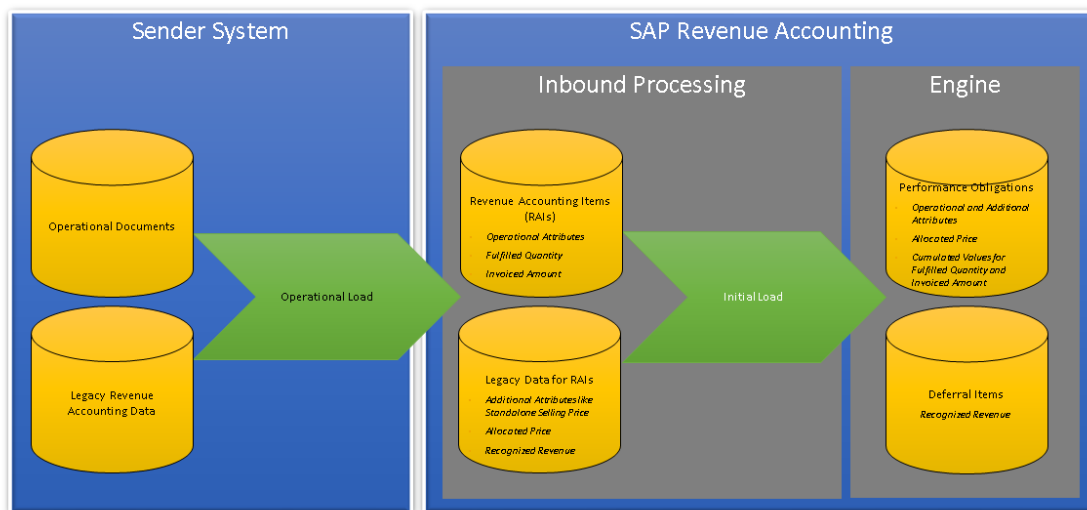 Sender System
Operational Documents
Legacy Revenue
Accounting Data
Operational Load
SAP Revenue Accounting
Inbound Processing
Revenue Accounting Items
(RAIs)
Operational Attributes
Fulfilled Quantity
Invoiced Amount
Legacy Data for RAIs
Additional Attributes like
Standalone Selling Price
Allocated Price
Recognized Revenue
Initial Load
Engine
Performance Obligations
Operational and Additional
Attributes
Allocated Price
Cumulated Values for
Fulfilled Quantity and
Invoiced Amount
Deferral Items
Recognized Revenue